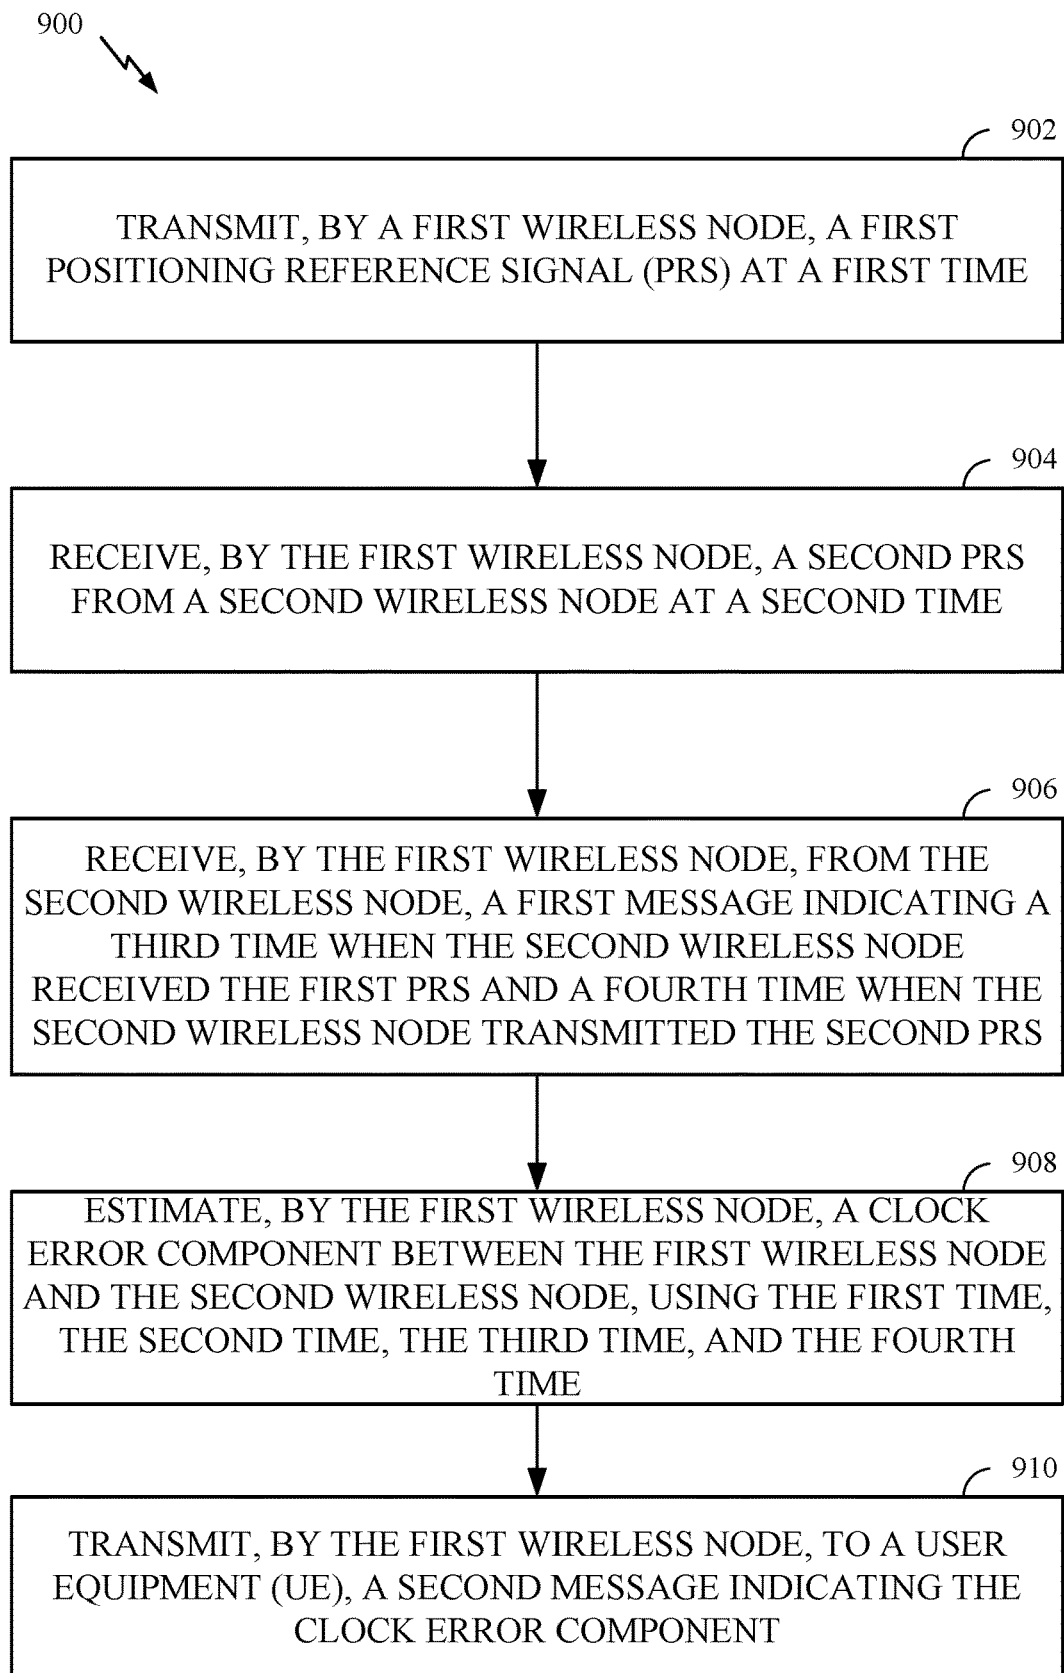 900
902
TRANSMIT, BY A FIRST WIRELESS NODE, A FIRST
POSITIONING REFERENCE SIGNAL (PRS) AT A FIRST TIME
904
RECEIVE, BY THE FIRST WIRELESS NODE, A SECOND PRS
FROM A SECOND WIRELESS NODE AT A SECOND TIME
906
RECEIVE, BY THE FIRST WIRELESS NODE, FROM THE
SECOND WIRELESS NODE, A FIRST MESSAGE INDICATING A
THIRD TIME WHEN THE SECOND WIRELESS NODE
RECEIVED THE FIRST PRS AND A FOURTH TIME WHEN THE
SECOND WIRELESS NODE TRANSMITTED THE SECOND PRS
908
ESTIMATE, BY THE FIRST WIRELESS NODE, A CLOCK
ERROR COMPONENT BETWEEN THE FIRST WIRELESS NODE
AND THE SECOND WIRELESS NODE, USING THE FIRST TIME,
THE SECOND TIME, THE THIRD TIME, AND THE FOURTH
TIME
910
TRANSMIT, BY THE FIRST WIRELESS NODE, TO A USER
EQUIPMENT (UE), A SECOND MESSAGE INDICATING THE
CLOCK ERROR COMPONENT